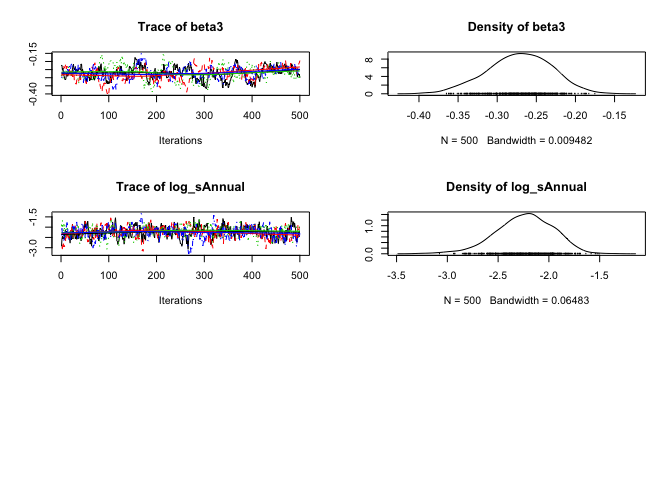 Trace of beta3
-0.40 -0.15
0 100 200 300 400 500
Iterations
Density of beta3
0 4 8
-0.40 -0.35 -0.30 -0.25 -0.20 -0.15
N = 500 Bandwidth = 0.009482
Trace of log_sAnnual
-3.0 -1.5
0 100 200 300 400 500
Iterations
Density of log_sAnnual
0.0 1.0
-3.5 -3.0 -2.5 -2.0 -1.5
N = 500 Bandwidth = 0.06483